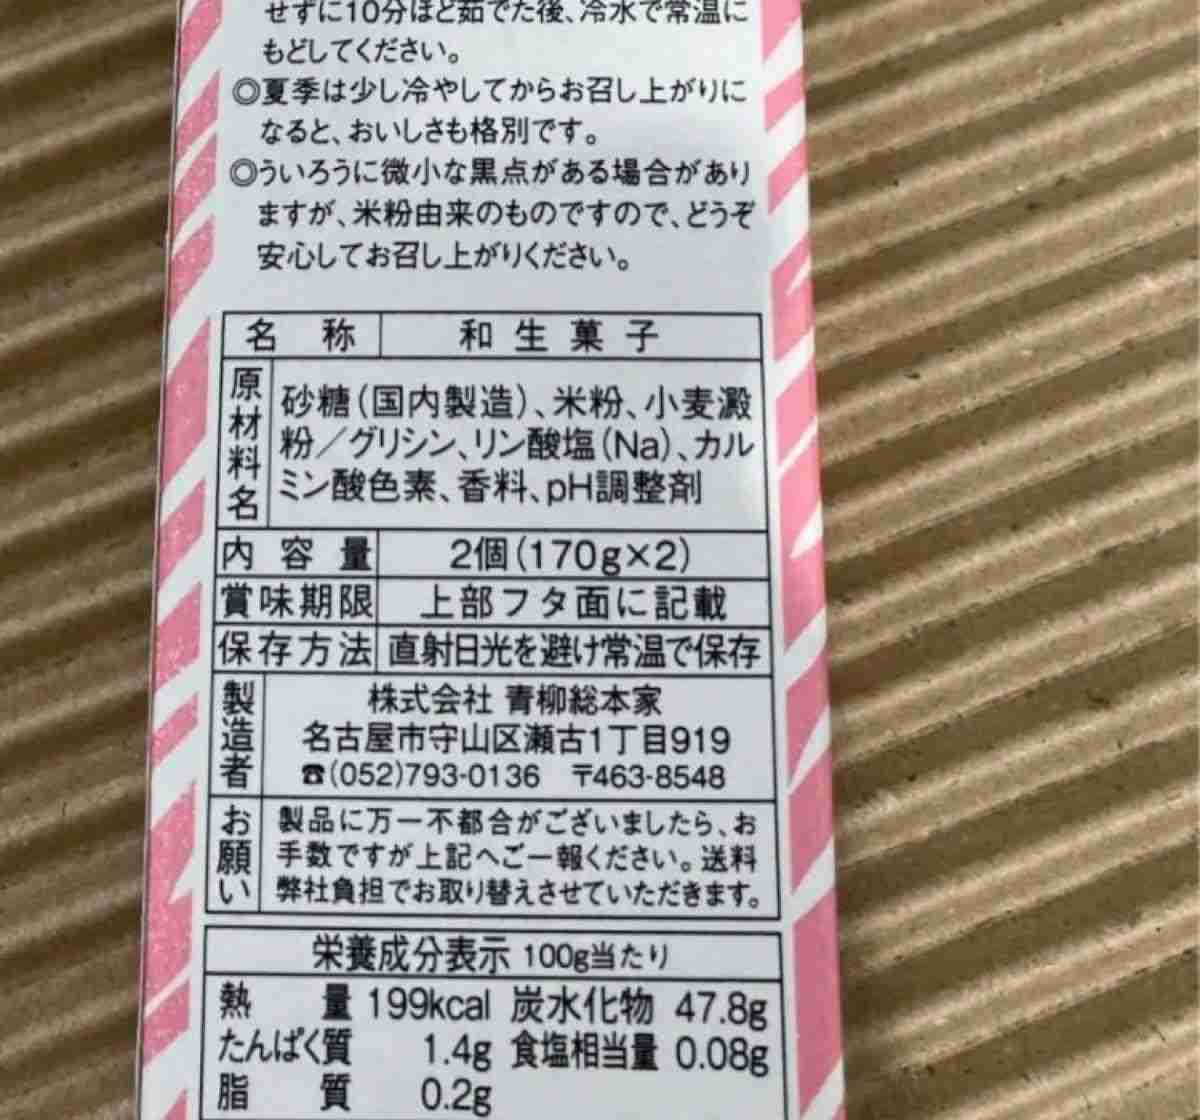 せずに10分ほど茹でた後、冷水で常温に
もどしてください。
◎夏季は少し冷やしてからお召し上がりに
なると、おいしさも格別です。
◎ういろうに微小な黒点がある場合があり
ますが、米粉由来のものですので、どうぞ
安心してお召し上がりください。
名称 和生菓子
原材料名 砂糖(国内製造)、米粉、小麦澱
粉/グリシン、リン酸塩(Na)、カル
ミン酸色素、香料、pH調整剤
内容量 2個(170g×2)
賞味期限 上部フタ面に記載
保存方法 直射日光を避け常温で保存
製造者 株式会社 青柳総本家
名古屋市守山区瀬古1丁目919
☎(052)793-0136 〒463-8548
お願い 製品に万一不都合がございましたら、お
手数ですが上記へご一報ください。送料
弊社負担でお取り替えさせていただきます。
栄養成分表示 100g当たり
熱量 199kcal 炭水化物 47.8g
たんぱく質 1.4g 食塩相当量 0.08g
脂質 0.2g